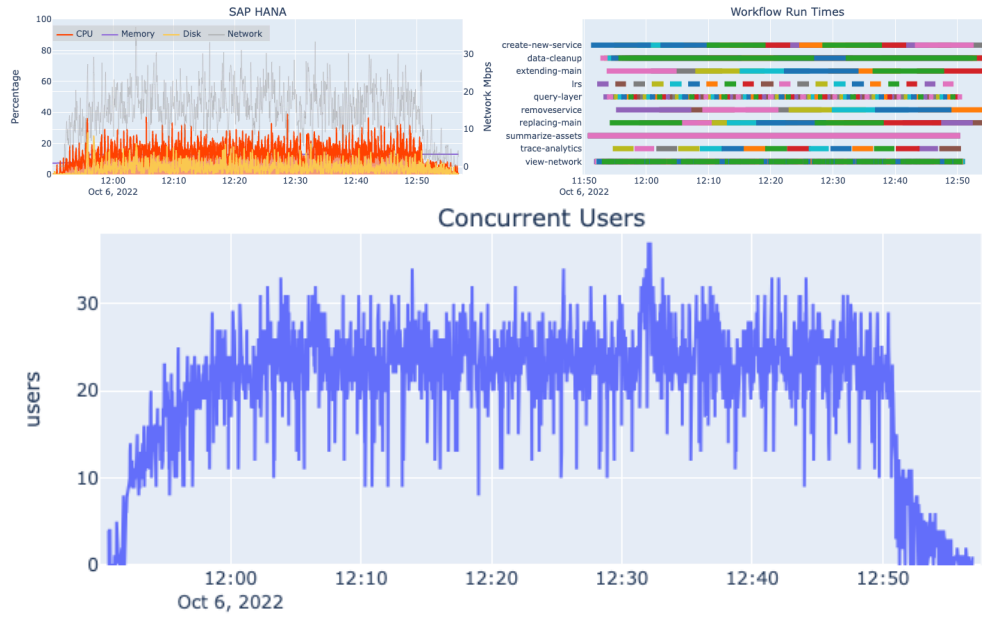 SAP HANA
CPU Memory Disk Network
Percentage
100
80
60
40
20
0
Network Mbps
30
20
10
0
12:00 12:10 12:20 12:30 12:40 12:50
Oct 6, 2022
Workflow Run Times
create-new-service
data-cleanup
extending-main
lrs
query-layer
removeservice
replacing-main
summarize-assets
trace-analytics
view-network
11:50 12:00 12:10 12:20 12:30 12:40 12:50
Oct 6, 2022
Concurrent Users
users
30
20
10
0
12:00 12:10 12:20 12:30 12:40 12:50
Oct 6, 2022